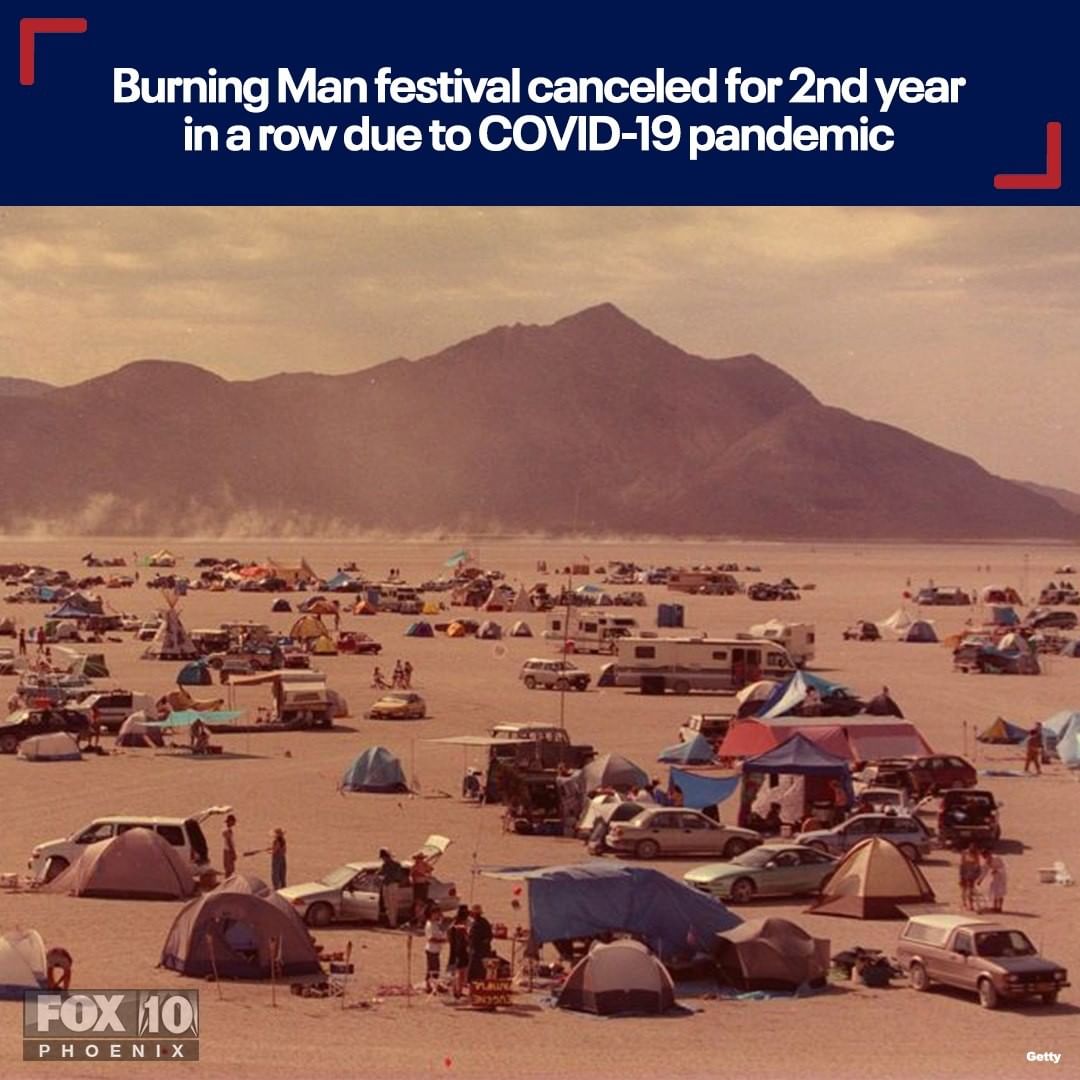 Burning Man festival canceled for 2nd year
in a row due to COVID-19 pandemic
FOX 10
PHOENIX
Getty